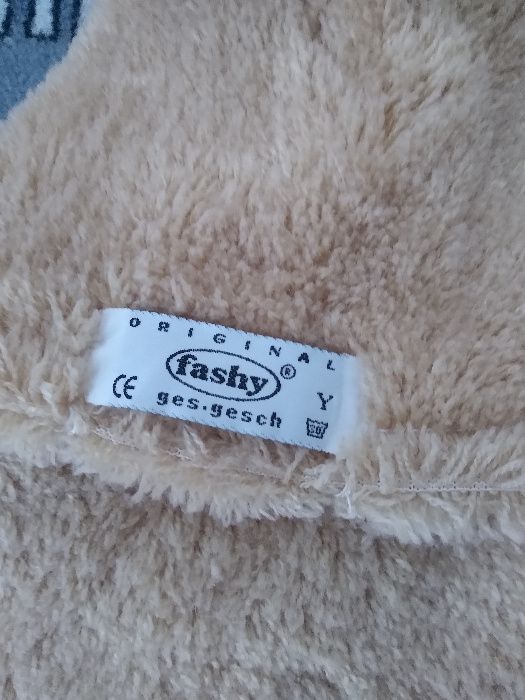 ORIGINAL
fashy®
CE ges.gesch Y
30